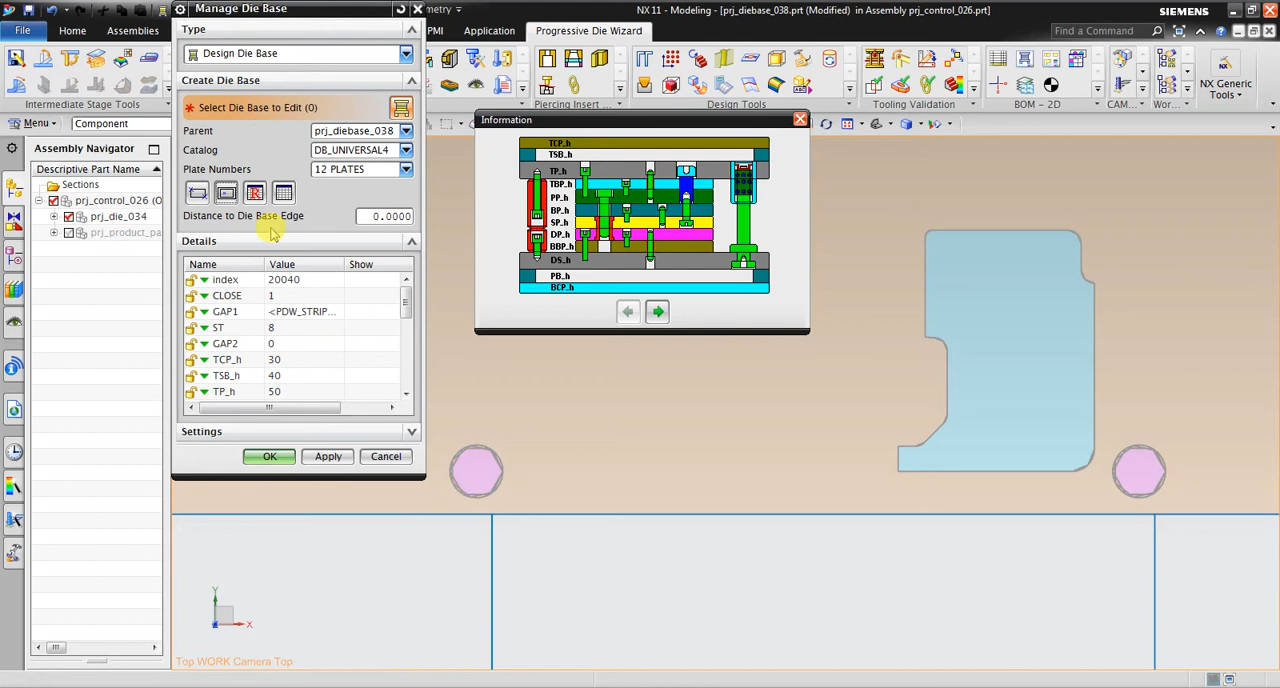 Manage Die Base
ometry
NX 11 - Modeling - [prj_diebase_038.prt (Modified) in Assembly prj_control_026.prt]
SIEMENS
File
Home
Assemblies
PMI
Application
Progressive Die Wizard
Find a Command
Intermediate Stage Tools
Piercing Insert ...
Design Tools
Tooling Validation
BOM - 2D
CAM...
Wor...
NX Generic
Tools
Menu
Component
Assembly Navigator
Descriptive Part Name
Sections
prj_control_026 (O
prj_die_034
prj_product_pa
Type
Design Die Base
Create Die Base
* Select Die Base to Edit (0)
Parent
prj_diebase_038
Catalog
DB_UNIVERSAL4
Plate Numbers
12 PLATES
Distance to Die Base Edge
0.0000
Details
Name Value Show
index 20040
CLOSE 1
GAP1 <PDW_STRIP...
ST 8
GAP2 0
TCP_h 30
TSB_h 40
TP_h 50
Settings
OK
Apply
Cancel
Information
TCP_h
TSB_h
TP_h
TBP_h
PP_h
BP_h
SP_h
DP_h
BBP_h
DS_h
PB_h
BCP_h
Y
X
Top WORK Camera Top